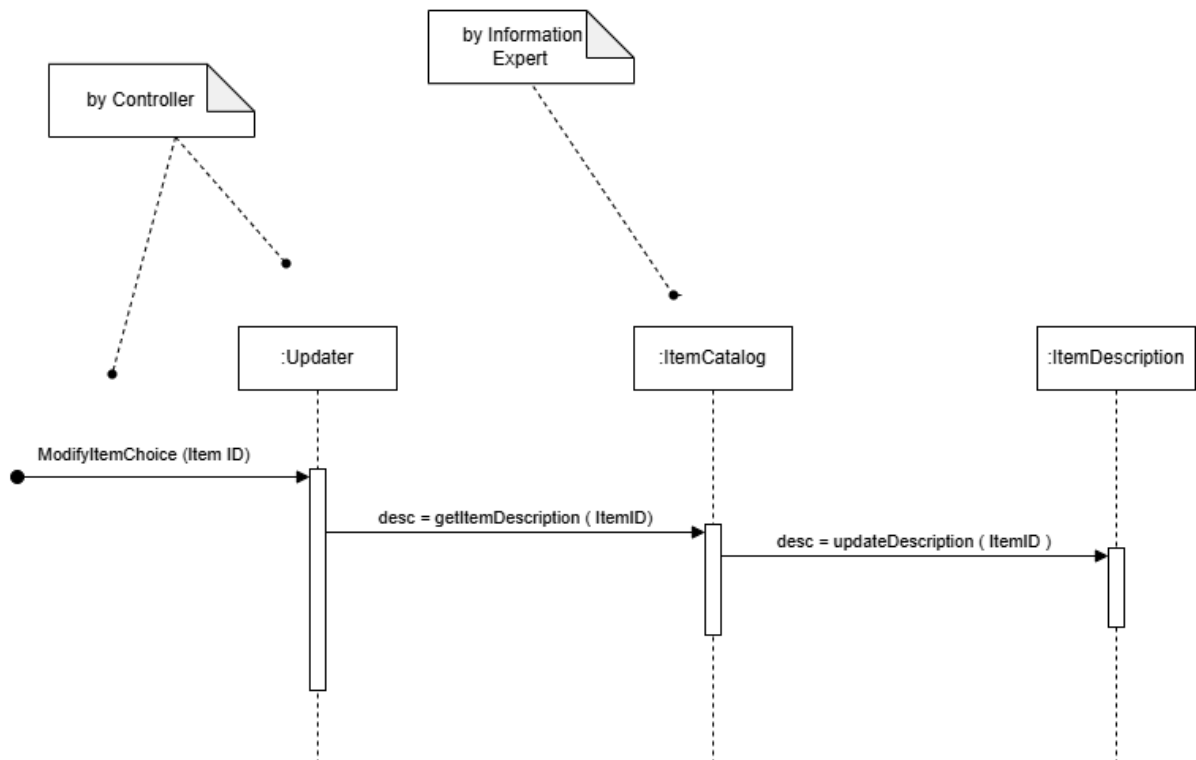 by Information
Expert
by Controller
:Updater
:ItemCatalog
:ItemDescription
ModifyItemChoice (Item ID)
desc = getItemDescription ( ItemID)
desc = updateDescription ( ItemID )